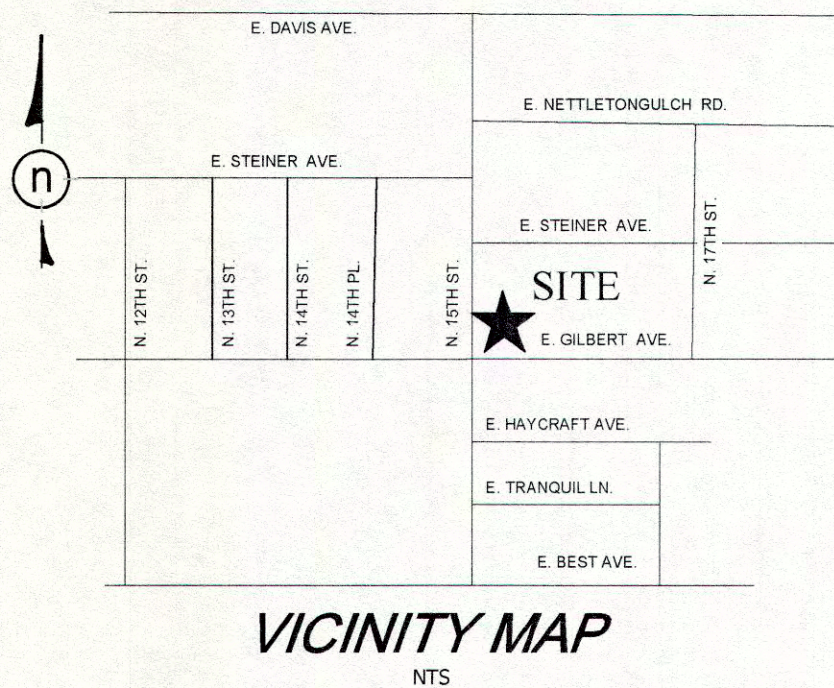 E. DAVIS AVE.
E. NETTLETONGULCH RD.
E. STEINER AVE.
n
E. STEINER AVE.
N. 12TH ST.
N. 13TH ST.
N. 14TH ST.
N. 14TH PL.
N. 15TH ST.
N. 17TH ST.
SITE
E. GILBERT AVE.
E. HAYCRAFT AVE.
E. TRANQUIL LN.
E. BEST AVE.
VICINITY MAP
NTS